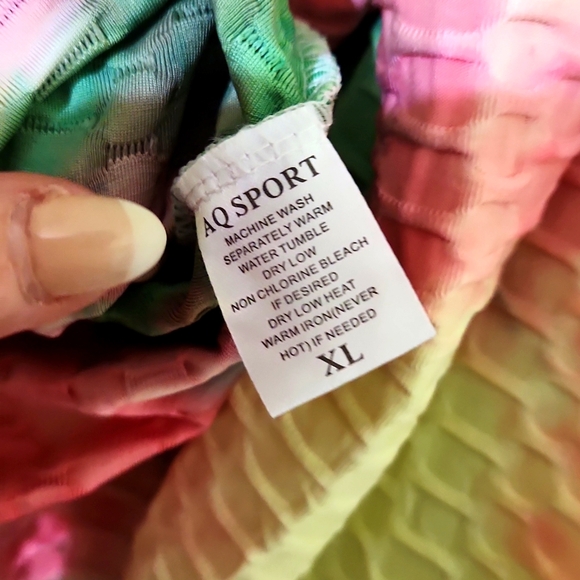 AQ SPORT
MACHINE WASH
SEPARATELY WARM
WATER TUMBLE
DRY LOW
NON CHLORINE BLEACH
IF DESIRED
DRY LOW HEAT
WARM IRON(NEVER
HOT) IF NEEDED
XL